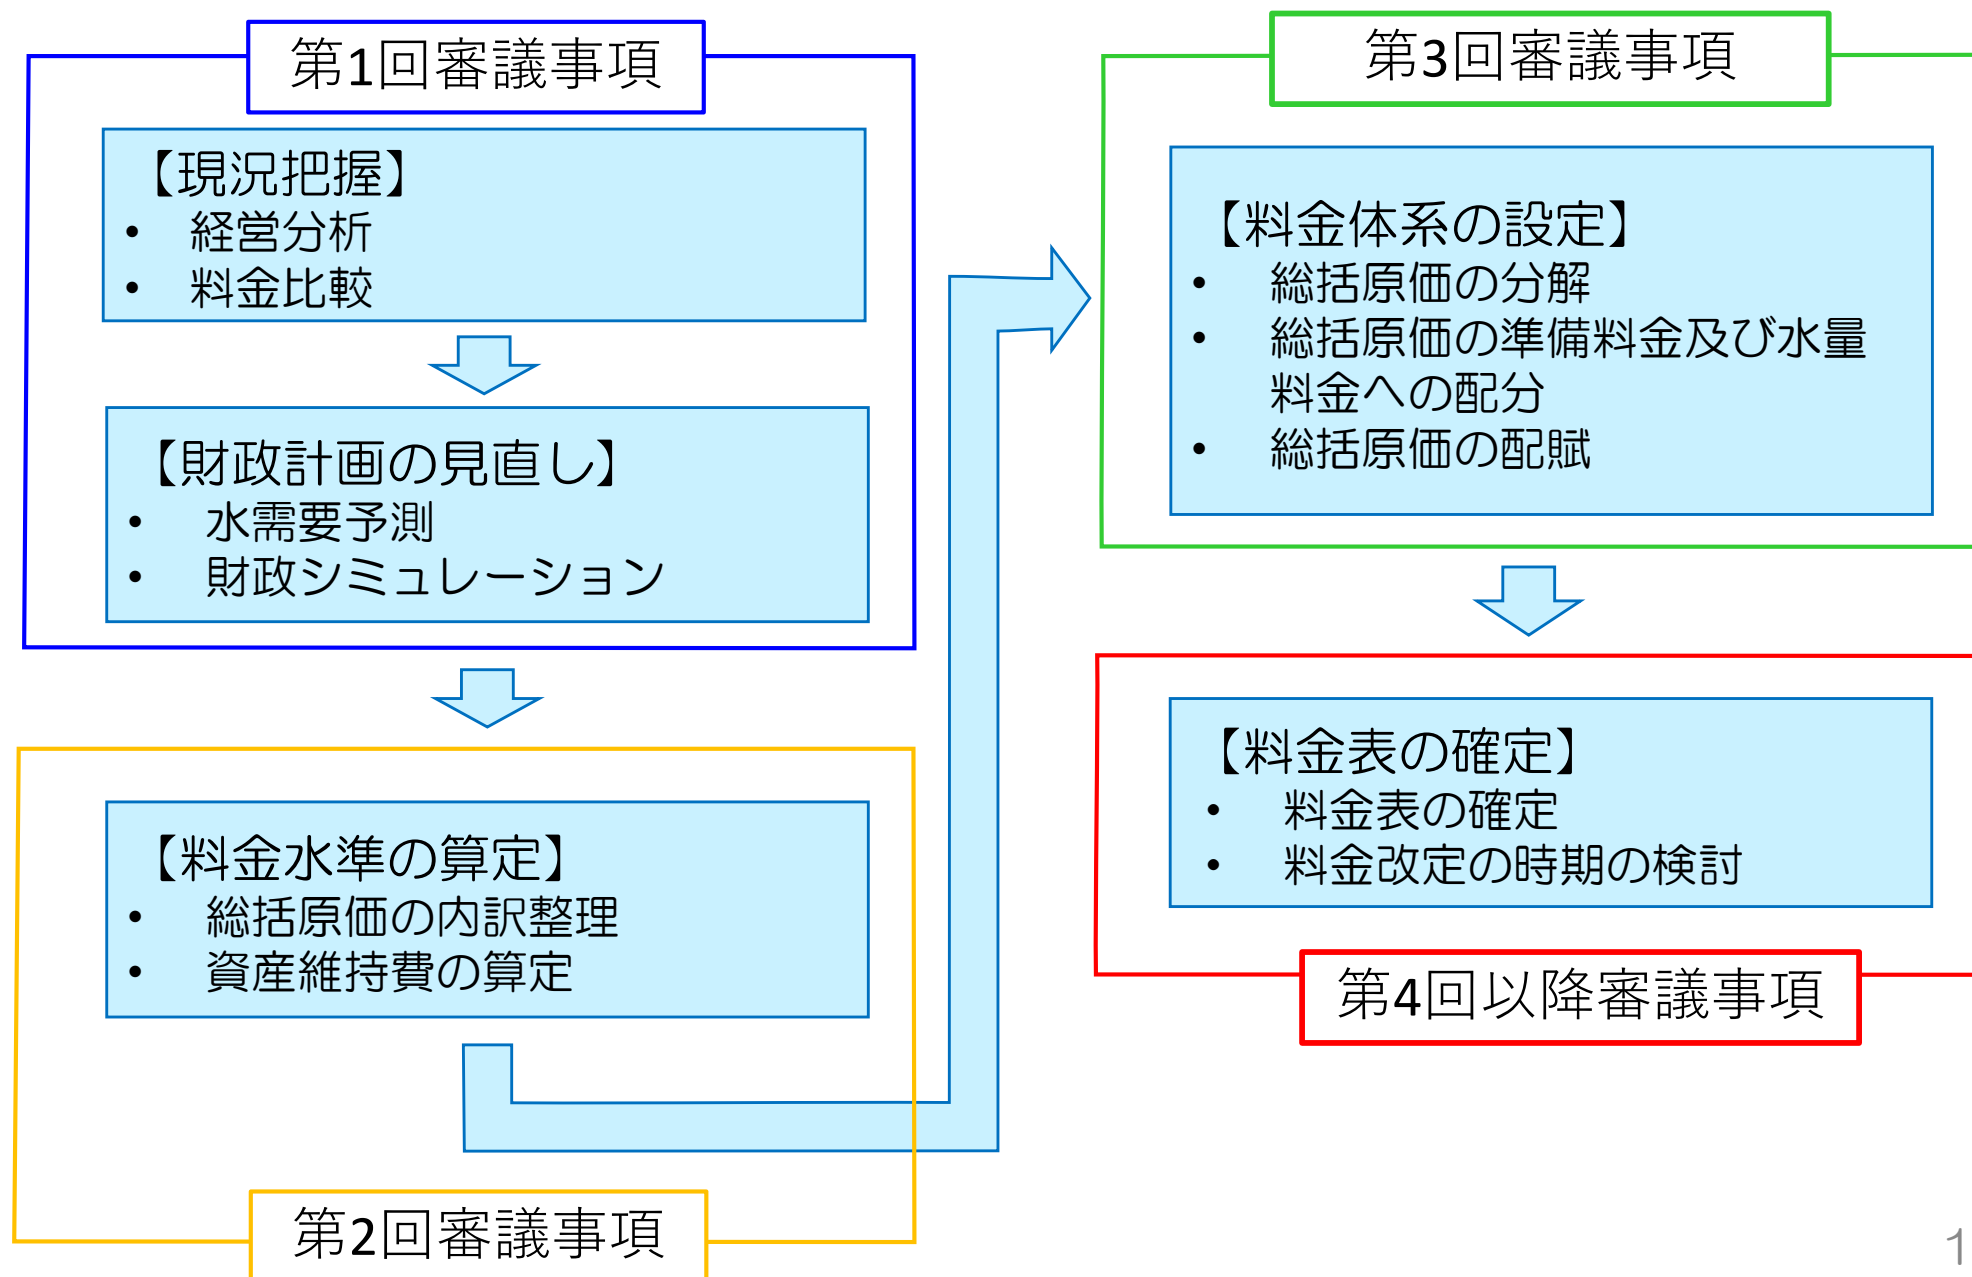 第1回審議事項
【現況把握】
• 経営分析
• 料金比較
【財政計画の見直し】
• 水需要予測
• 財政シミュレーション
【料金水準の算定】
• 総括原価の内訳整理
• 資産維持費の算定
第2回審議事項
第3回審議事項
【料金体系の設定】
• 総括原価の分解
• 総括原価の準備料金及び水量
料金への配分
• 総括原価の配賦
【料金表の確定】
• 料金表の確定
• 料金改定の時期の検討
第4回以降審議事項
1